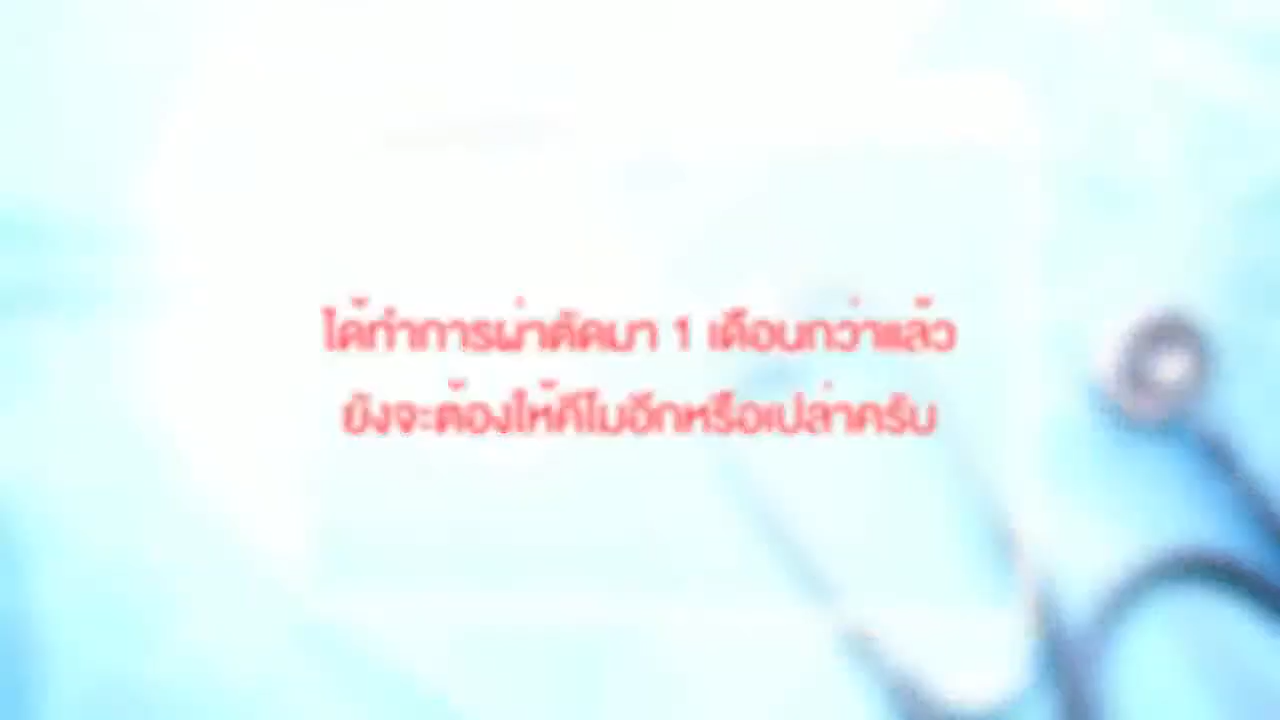 ได้ทำการผ่าตัดมา 1 เดือนกว่าแล้ว
ยังจะต้องให้คีโมอีกหรือเปล่าครับ